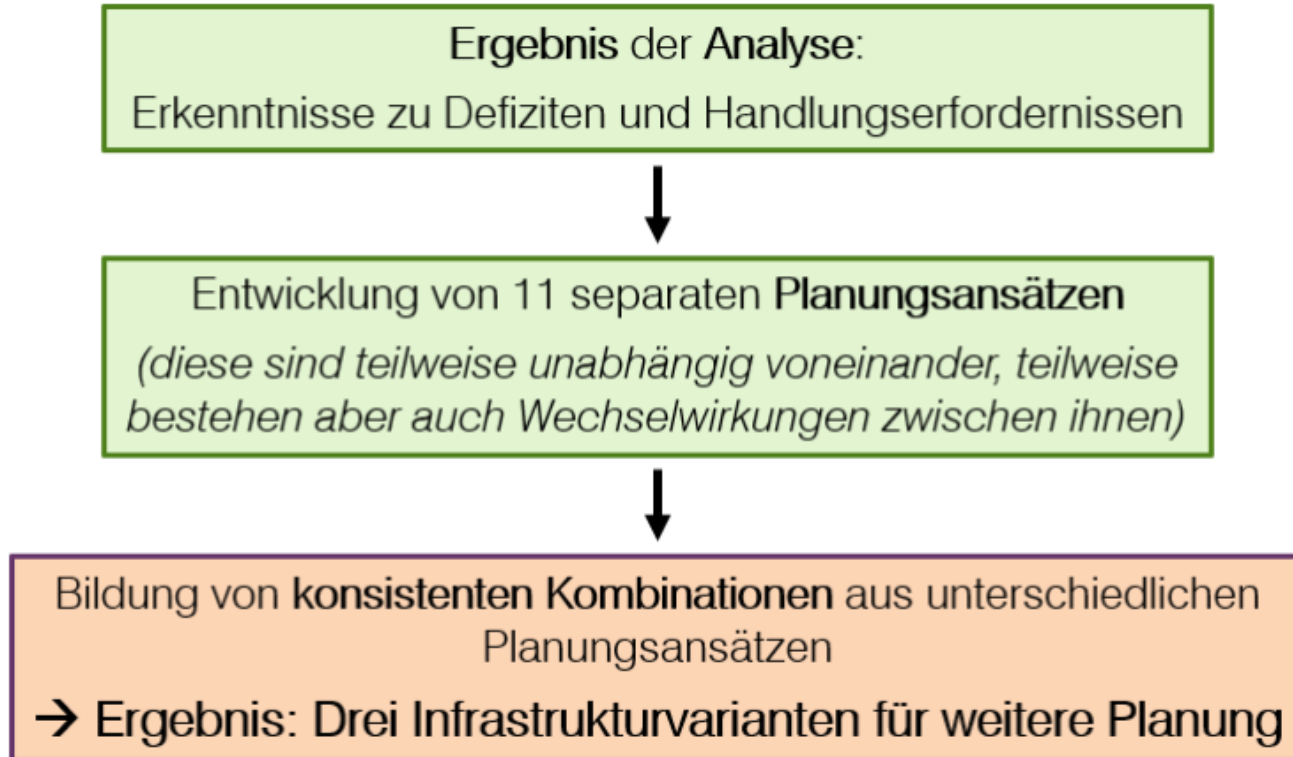 Ergebnis der Analyse:
Erkenntnisse zu Defiziten und Handlungserfordernissen
Entwicklung von 11 separaten Planungsansätzen
(diese sind teilweise unabhängig voneinander, teilweise
bestehen aber auch Wechselwirkungen zwischen ihnen)
Bildung von konsistenten Kombinationen aus unterschiedlichen
Planungsansätzen
→ Ergebnis: Drei Infrastrukturvarianten für weitere Planung